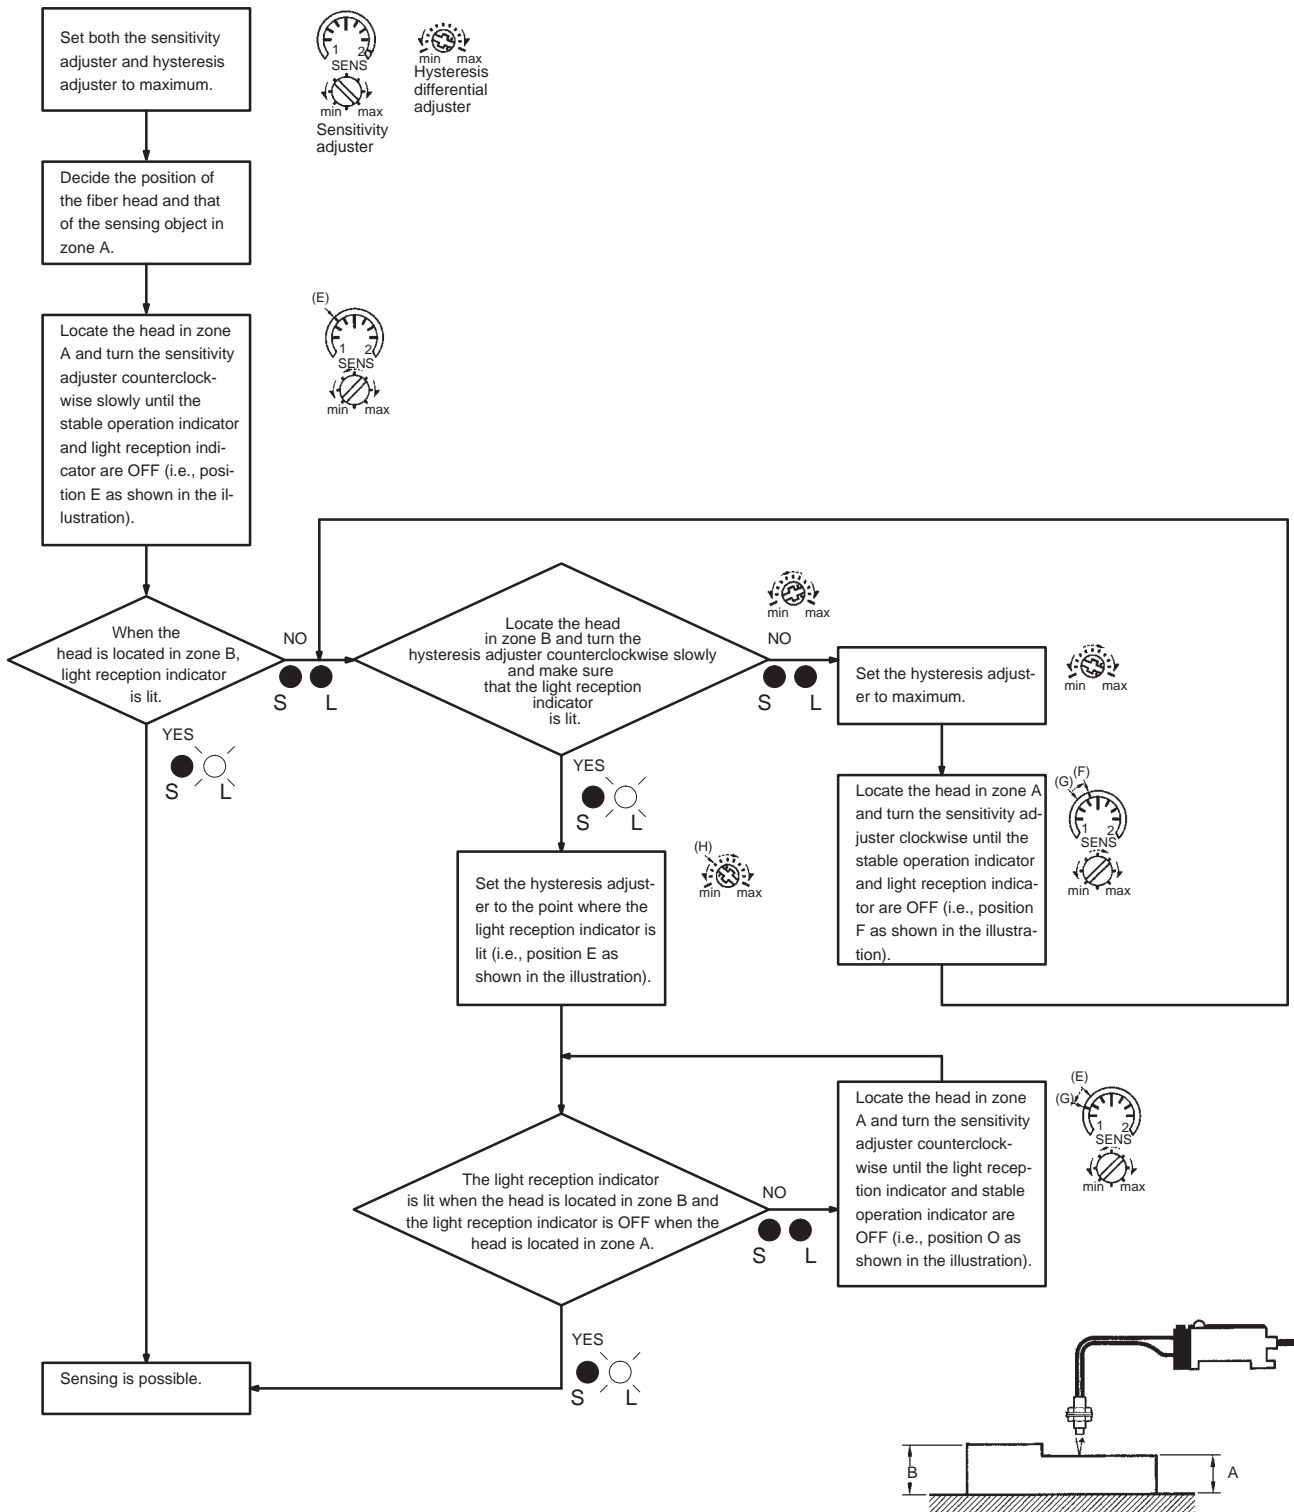 Set both the sensitivity
adjuster and hysteresis
adjuster to maximum.
1 2
SENS
min max
Sensitivity
adjuster
min max
Hysteresis
differential
adjuster
Decide the position of
the fiber head and that
of the sensing object in
zone A.
Locate the head in zone
A and turn the sensitivity
adjuster counterclock-
wise slowly until the
stable operation indicator
and light reception indi-
cator are OFF (i.e., posi-
tion E as shown in the il-
lustration).
(E)
1 2
SENS
min max
When the
head is located in zone B,
light reception indicator
is lit.
NO
S L
YES
S L
Locate the head
in zone B and turn the
hysteresis adjuster counterclockwise slowly
and make sure
that the light reception
indicator
is lit.
min max
NO
S L
YES
S L
Set the hysteresis adjust-
er to maximum.
min max
Locate the head in zone A
and turn the sensitivity ad-
juster clockwise until the
stable operation indicator
and light reception indica-
tor are OFF (i.e., position
F as shown in the illustra-
tion).
(F)
(G)
1 2
SENS
min max
Set the hysteresis adjust-
er to the point where the
light reception indicator is
lit (i.e., position E as
shown in the illustration).
(H)
min max
The light reception indicator
is lit when the head is located in zone B and
the light reception indicator is OFF when the
head is located in zone A.
NO
S L
YES
S L
Locate the head in zone
A and turn the sensitivity
adjuster counterclock-
wise until the light recep-
tion indicator and stable
operation indicator are
OFF (i.e., position O as
shown in the illustration).
(E)
(G)
1 2
SENS
min max
Sensing is possible.
B
A